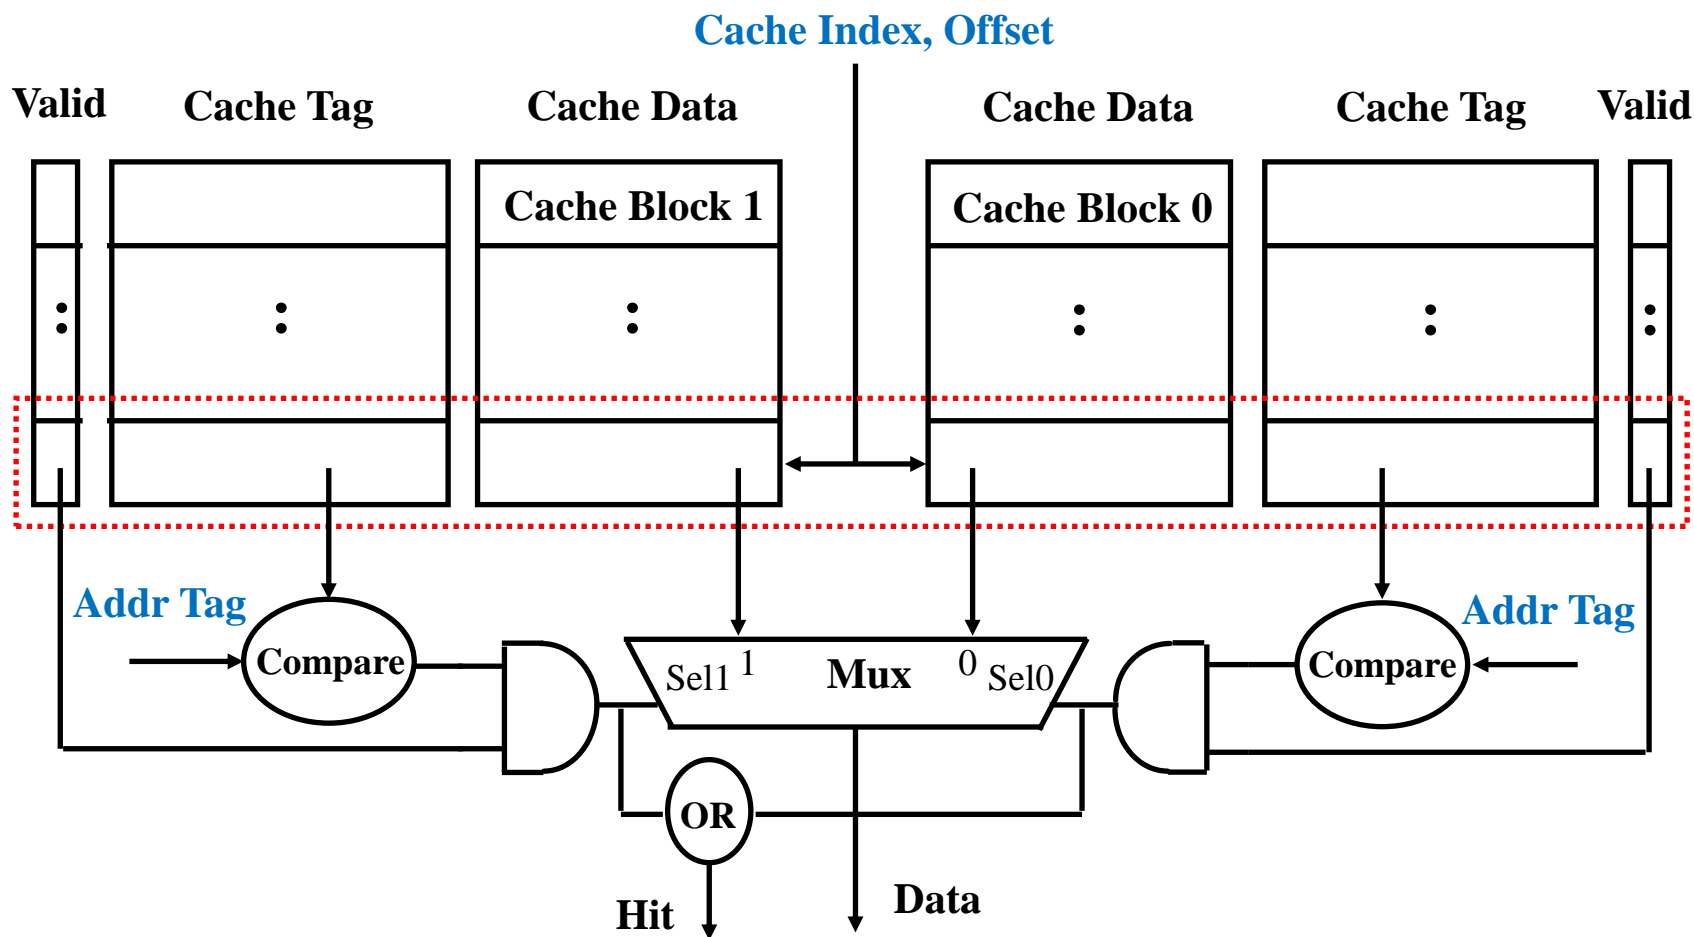 Cache Index, Offset
Valid Cache Tag Cache Data Cache Data Cache Tag Valid
Cache Block 1 Cache Block 0
Addr Tag Addr Tag
Compare Sel1 1 Mux 0 Sel0 Compare
OR
Hit Data